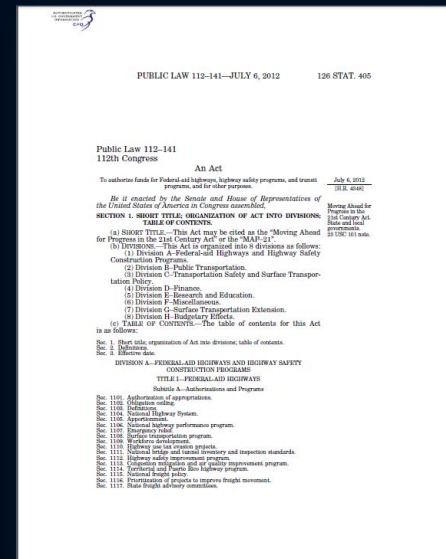 AUTHENTICATED
U.S. GOVERNMENT
INFORMATION
GPO
PUBLIC LAW 112–141—JULY 6, 2012 126 STAT. 405
Public Law 112–141
112th Congress
An Act
To authorize funds for Federal-aid highways, highway safety programs, and transit
programs, and for other purposes.
July 6, 2012
[H.R. 4348]
Be it enacted by the Senate and House of Representatives of
the United States of America in Congress assembled,
Moving Ahead for
Progress in the
21st Century Act.
State and local
governments.
23 USC 101 note.
SECTION 1. SHORT TITLE; ORGANIZATION OF ACT INTO DIVISIONS;
TABLE OF CONTENTS.
(a) SHORT TITLE.—This Act may be cited as the “Moving Ahead
for Progress in the 21st Century Act” or the “MAP–21”.
(b) DIVISIONS.—This Act is organized into 8 divisions as follows:
(1) Division A–Federal-aid Highways and Highway Safety
Construction Programs.
(2) Division B–Public Transportation.
(3) Division C–Transportation Safety and Surface Transpor-
tation Policy.
(4) Division D–Finance.
(5) Division E–Research and Education.
(6) Division F–Miscellaneous.
(7) Division G–Surface Transportation Extension.
(8) Division H–Budgetary Effects.
(c) TABLE OF CONTENTS.—The table of contents for this Act
is as follows:
Sec. 1. Short title; organization of Act into divisions; table of contents.
Sec. 2. Definitions.
Sec. 3. Effective date.
DIVISION A—FEDERAL-AID HIGHWAYS AND HIGHWAY SAFETY
CONSTRUCTION PROGRAMS
TITLE I—FEDERAL-AID HIGHWAYS
Subtitle A—Authorizations and Programs
Sec. 1101. Authorization of appropriations.
Sec. 1102. Obligation ceiling.
Sec. 1103. Definitions.
Sec. 1104. National Highway System.
Sec. 1105. Apportionment.
Sec. 1106. National highway performance program.
Sec. 1107. Emergency relief.
Sec. 1108. Surface transportation program.
Sec. 1109. Workforce development.
Sec. 1110. Highway use tax evasion projects.
Sec. 1111. National bridge and tunnel inventory and inspection standards.
Sec. 1112. Highway safety improvement program.
Sec. 1113. Congestion mitigation and air quality improvement program.
Sec. 1114. Territorial and Puerto Rico highway program.
Sec. 1115. National freight policy.
Sec. 1116. Prioritization of projects to improve freight movement.
Sec. 1117. State freight advisory committees.